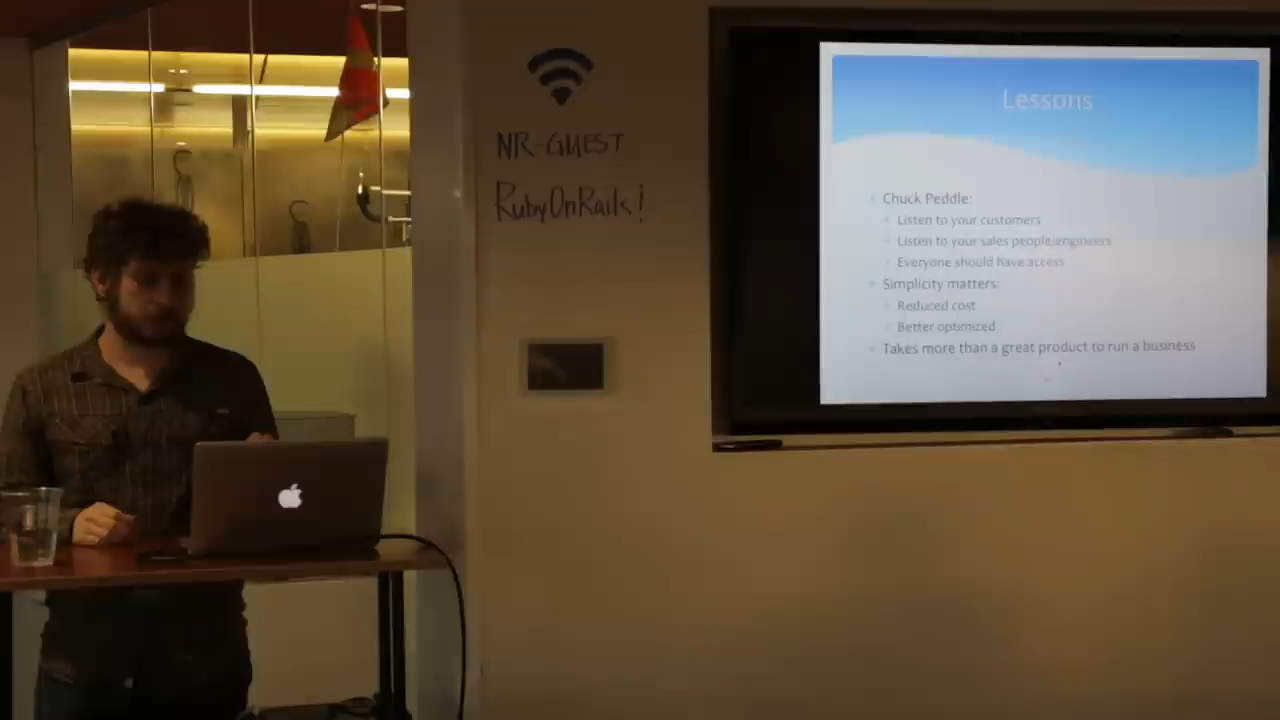 NR-GUEST
RubyOnRails!
Lessons
Chuck Peddle:
Listen to your customers
Listen to your sales people/engineers
Everyone should have access
Simplicity matters:
Reduced cost
Better optimized
Takes more than a great product to run a business